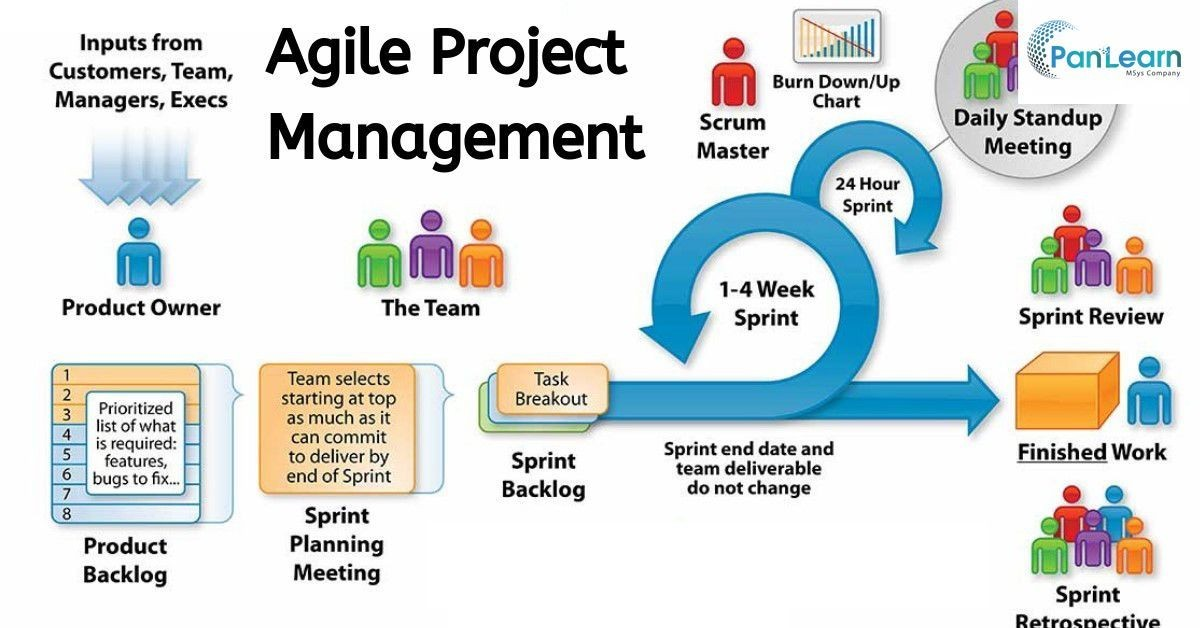 Inputs from
Customers, Team,
Managers, Execs
Agile Project
Management
PanLearn
MSys Company
Burn Down/Up
Chart
Scrum
Master
Daily Standup
Meeting
24 Hour
Sprint
Product Owner
The Team
1-4 Week
Sprint
Sprint Review
1
2
3
4
5
6
7
8
Prioritized
list of what
is required:
features,
bugs to fix...
Product
Backlog
Team selects
starting at top
as much as it
can commit
to deliver by
end of Sprint
Sprint
Planning
Meeting
Task
Breakout
Sprint
Backlog
Sprint end date and
team deliverable
do not change
Finished Work
Sprint
Retrospective